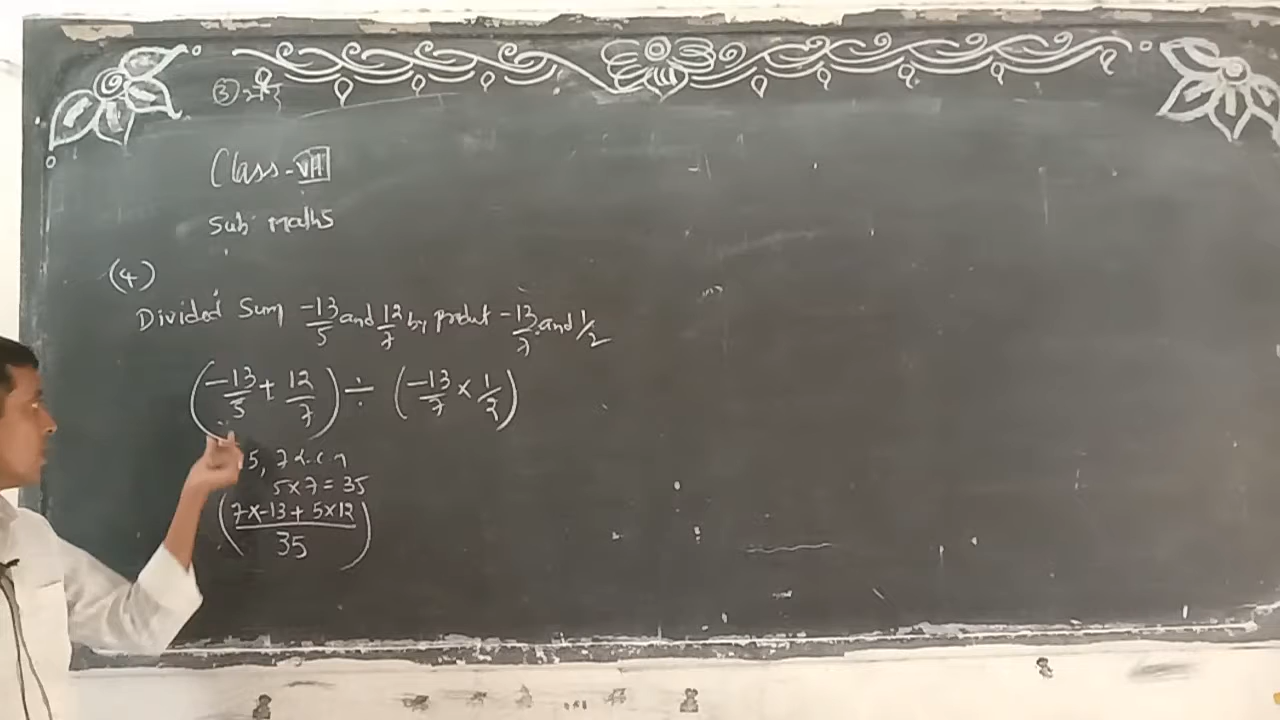 (3)
Class-VII
Sub: maths
(4)
Divided Sum -13/5 and 12/7 by produt -13/7 and 1/2
(-13/5 + 12/7) ÷ (-13/7 × 1/2)
5, 7
5×7=35
(7×-13+5×12/35)